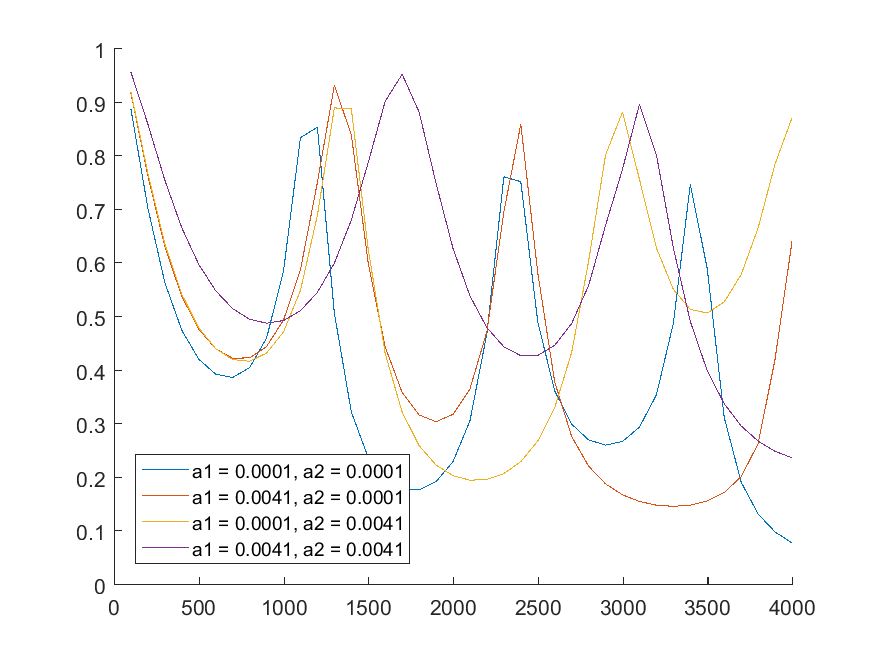 1
0.9
0.8
0.7
0.6
0.5
0.4
0.3
0.2
0.1
0
a1 = 0.0001, a2 = 0.0001
a1 = 0.0041, a2 = 0.0001
a1 = 0.0001, a2 = 0.0041
a1 = 0.0041, a2 = 0.0041
0 500 1000 1500 2000 2500 3000 3500 4000